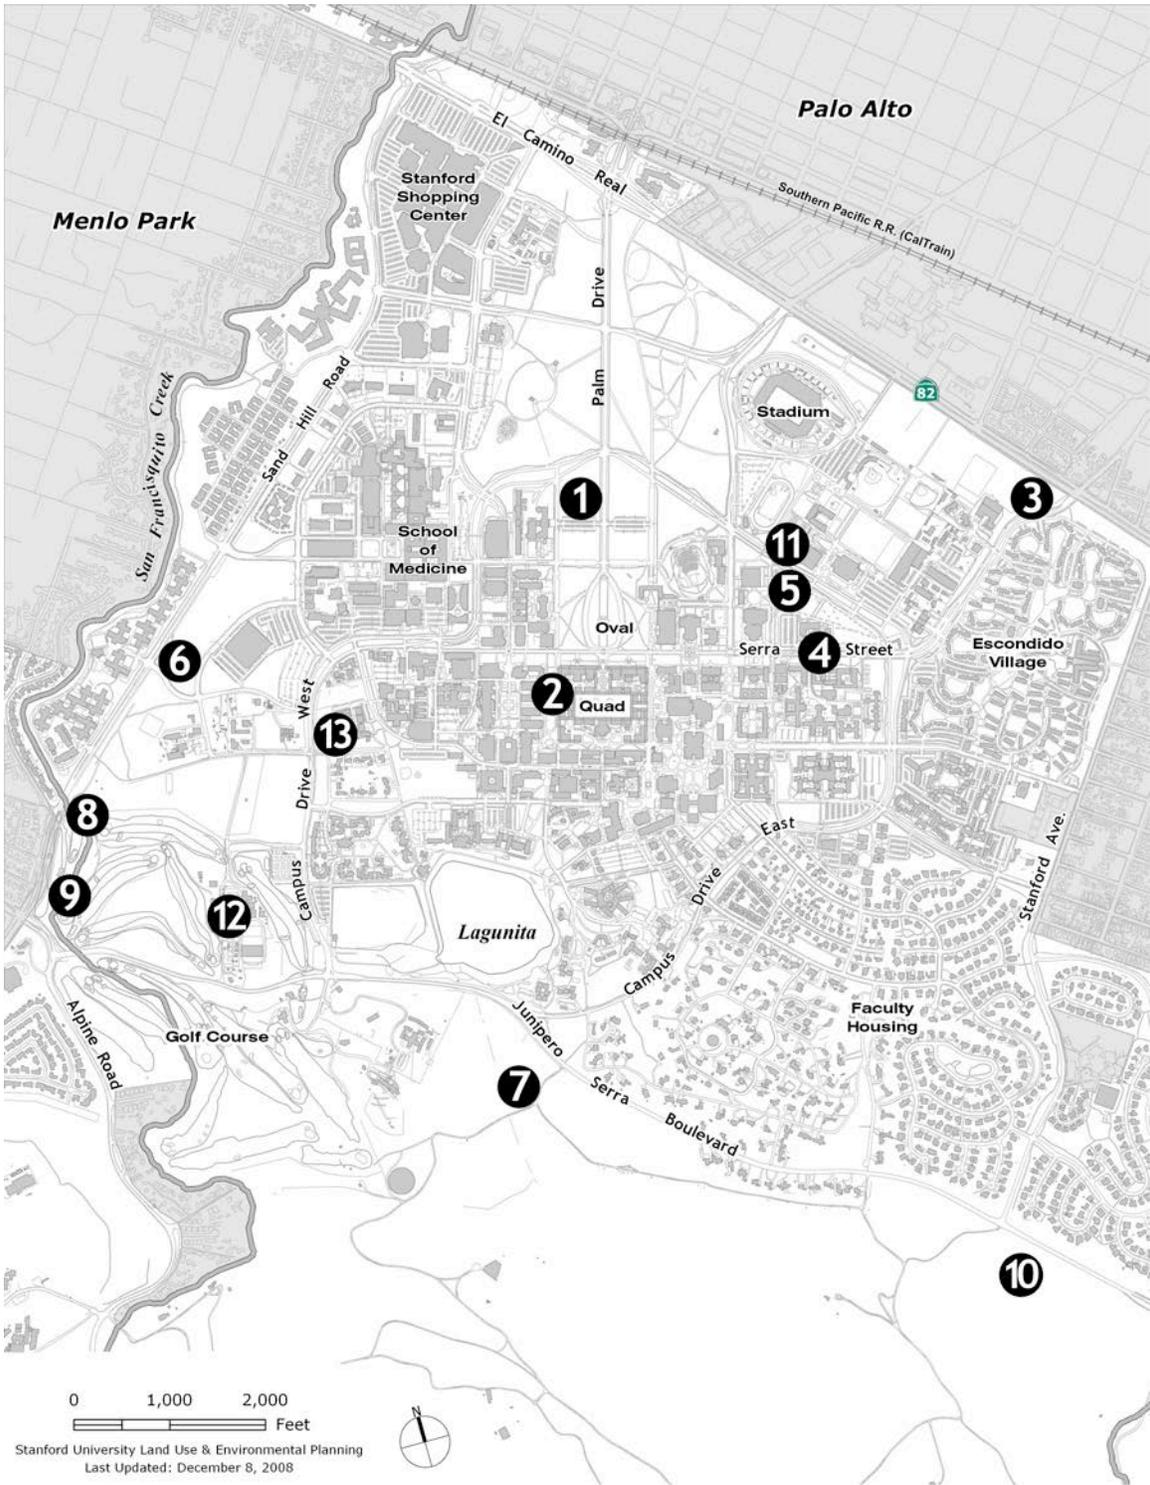 Palo Alto
El Camino Real
Stanford
Shopping
Center
Southern Pacific R.R. (CalTrain)
Menlo Park
Palm Drive
82
Stadium
San Francisquito Creek
Sand Hill Road
1
3
School
of
Medicine
11
5
Oval
Serra Street
4
Escondido
Village
6
2
Quad
13
Campus Drive West
8
Campus Drive East
Stanford Ave.
9
12
Lagunita
Alpine Road
Golf Course
Junipero Serra Boulevard
Faculty
Housing
7
10
0 1,000 2,000
Feet
N
Stanford University Land Use & Environmental Planning
Last Updated: December 8, 2008